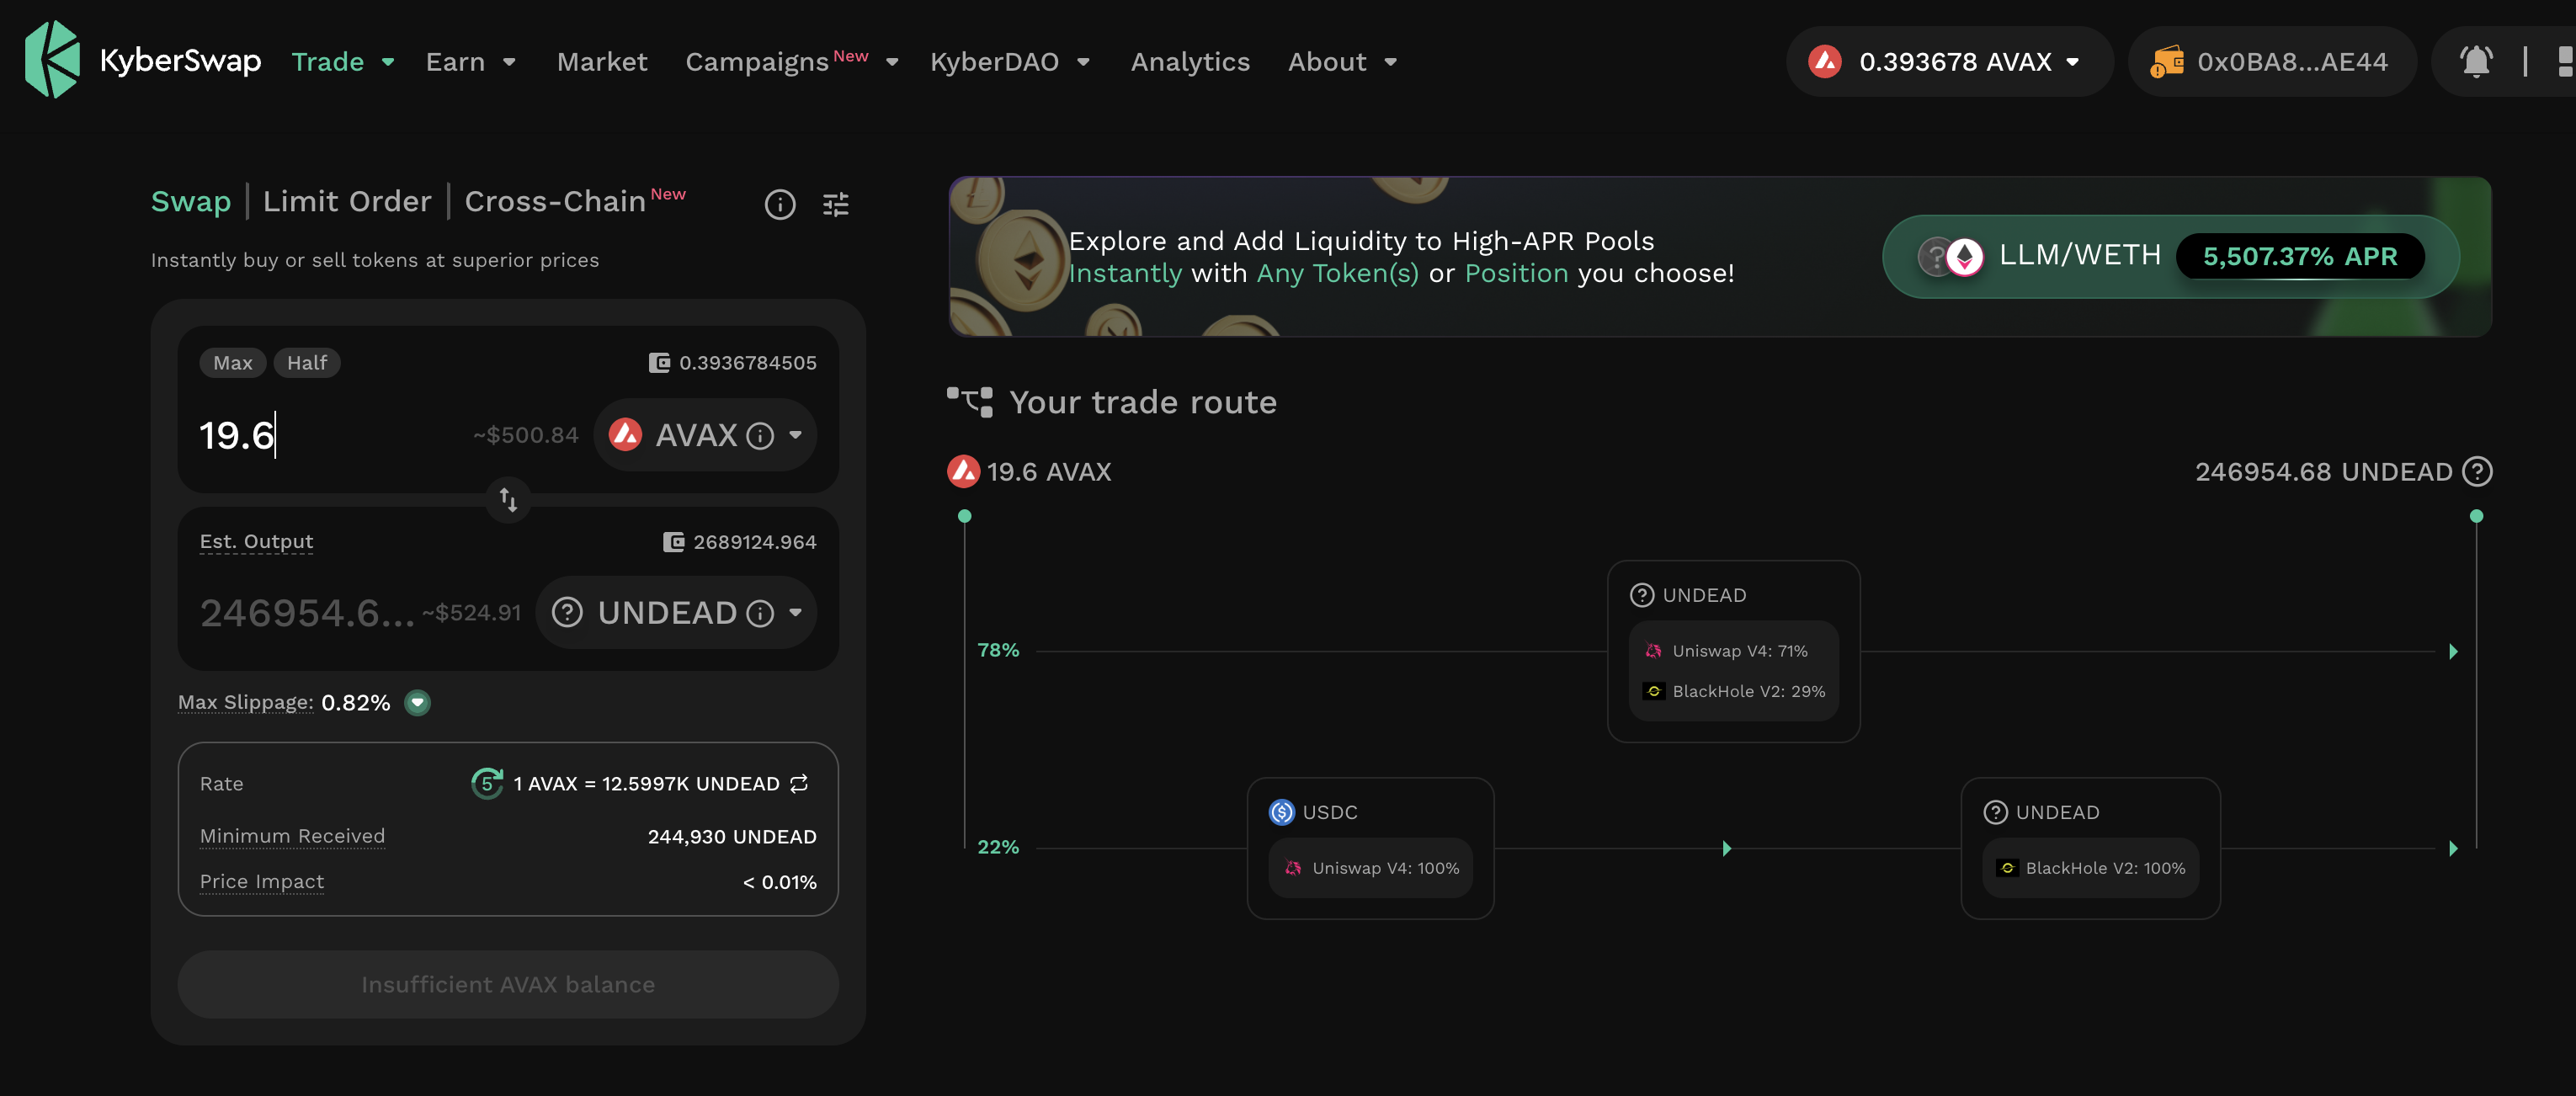 KyberSwap Trade Earn Market Campaigns New KyberDAO Analytics About 0.393678 AVAX 0x0BA8...AE44
Swap | Limit Order | Cross-Chain New
Instantly buy or sell tokens at superior prices
Max Half 0.3936784505
19.6 ~$500.84 AVAX
Est. Output 2689124.964
246954.6... ~$524.91 UNDEAD
Max Slippage: 0.82%
Rate 5 1 AVAX = 12.5997K UNDEAD
Minimum Received 244,930 UNDEAD
Price Impact < 0.01%
Insufficient AVAX balance
Explore and Add Liquidity to High-APR Pools
Instantly with Any Token(s) or Position you choose!
LLM/WETH 5,507.37% APR
Your trade route
19.6 AVAX 246954.68 UNDEAD
78%
UNDEAD
Uniswap V4: 71%
BlackHole V2: 29%
22%
USDC
Uniswap V4: 100%
UNDEAD
BlackHole V2: 100%